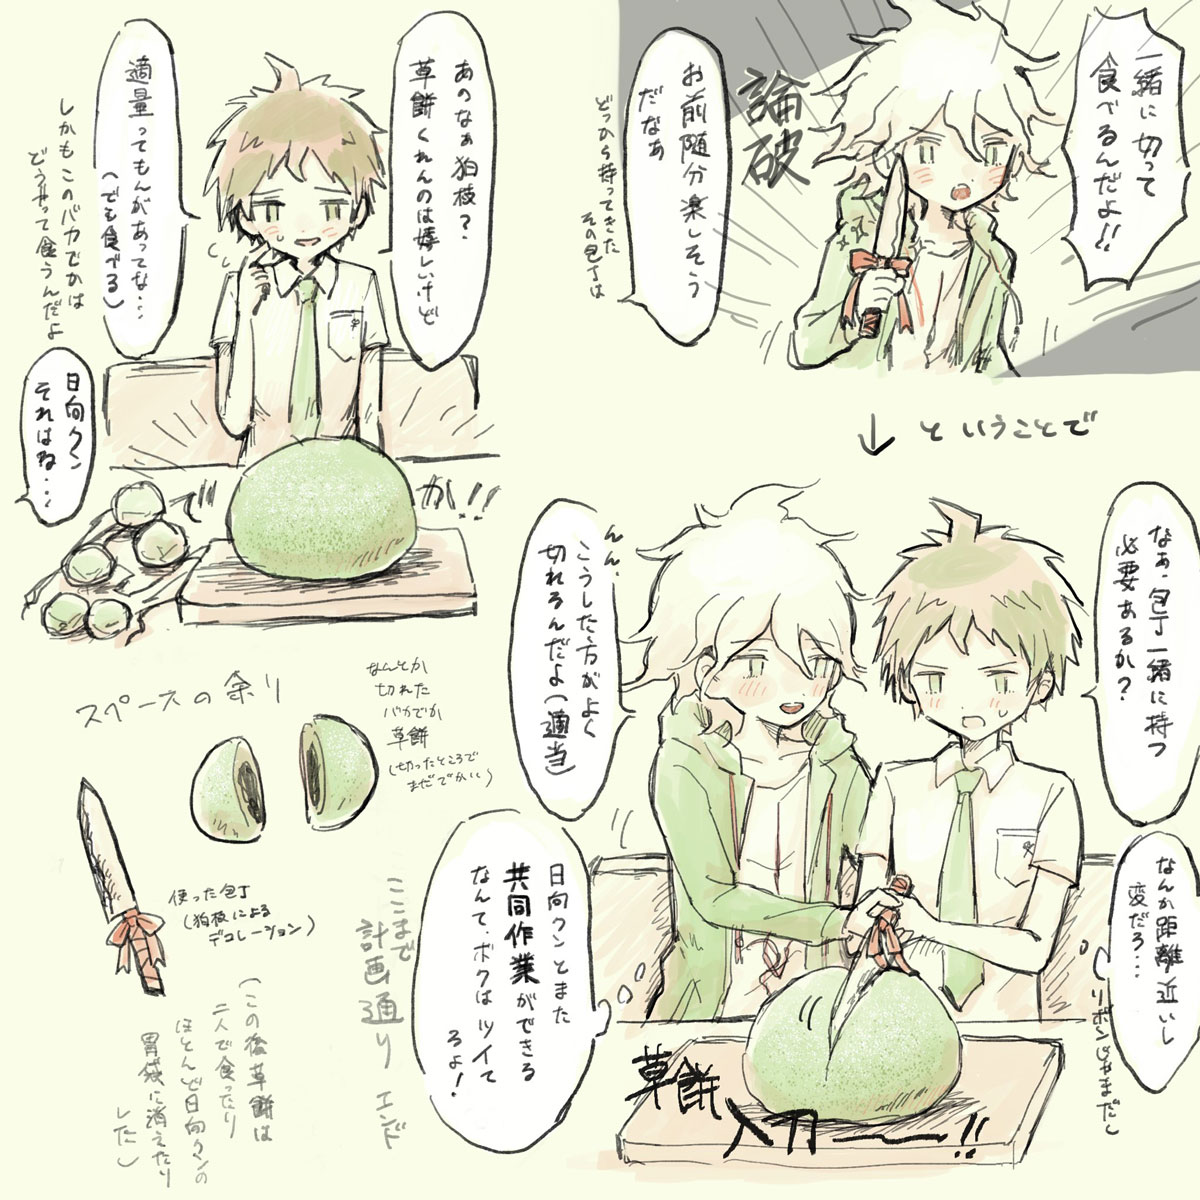 あのなぁ狛枝?
草餅くれんのは嬉しいけど
適量ってもんがあってな…
(でも食べる)
しかもこのバカでかは
どうやって食うんだよ
日向クン
それはね…
でーか!!
一緒に切って
食べるんだよ!!
論破
お前随分楽しそう
だなぁ
どっから持ってきた
その包丁は
↓という​ことで
なぁ、包丁一緒に持つ
必要あるか?
なんか距離近いし
変だろ…
リボンじゃまだし
んん、
こうした方がよく
切れるんだよ(適当)
日向クンとまた
共同作業ができる
なんて、ボクはツイて
るよ!
草餅
入刀ー!!
スペースの余り
なんとか
切れた
バカでか
草餅
(切ったところで
まだでかい)
使った包丁
(狛枝による
デコレーション)
ここまで
計画通り エンド
(この後草餅は
二人で食ったり
ほとんど日向クンの
胃袋に消えたり
した)